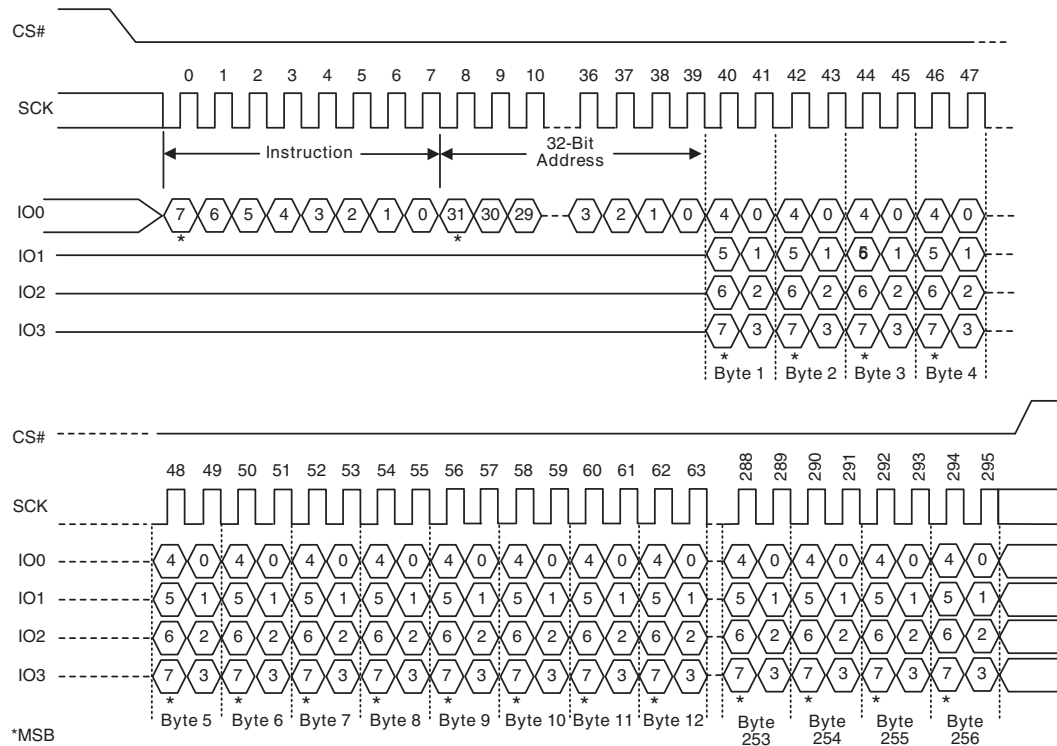 CS#
0 1 2 3 4 5 6 7 8 9 10 36 37 38 39 40 41 42 43 44 45 46 47
SCK
Instruction 32-Bit
Address
IO0 7 6 5 4 3 2 1 0 31 30 29 3 2 1 0 4 0 4 0 4 0 4 0
* *
IO1 5 1 5 1 1 5 1
IO2 6 2 6 2 6 2 6 2
IO3 7 3 7 3 7 3 7 3
* * * *
Byte 1 Byte 2 Byte 3 Byte 4
CS#
48 49 50 51 52 53 54 55 56 57 58 59 60 61 62 63 288 289 290 291 292 293 294 295
SCK
IO0 4 0 4 0 4 0 4 0 4 0 4 0 4 0 4 0 4 0 4 0 4 0 4 0
IO1 5 1 5 1 5 1 5 1 5 1 5 1 5 1 5 1 5 1 5 1 5 1 5 1
IO2 6 2 6 2 6 2 6 2 6 2 6 2 6 2 6 2 6 2 6 2 6 2 6 2
IO3 7 3 7 3 7 3 7 3 7 3 7 3 7 3 7 3 7 3 7 3 7 3 7 3
* * * * * * * * * * * *
Byte 5 Byte 6 Byte 7 Byte 8 Byte 9 Byte 10 Byte 11 Byte 12 Byte Byte Byte Byte
253 254 255 256
*MSB